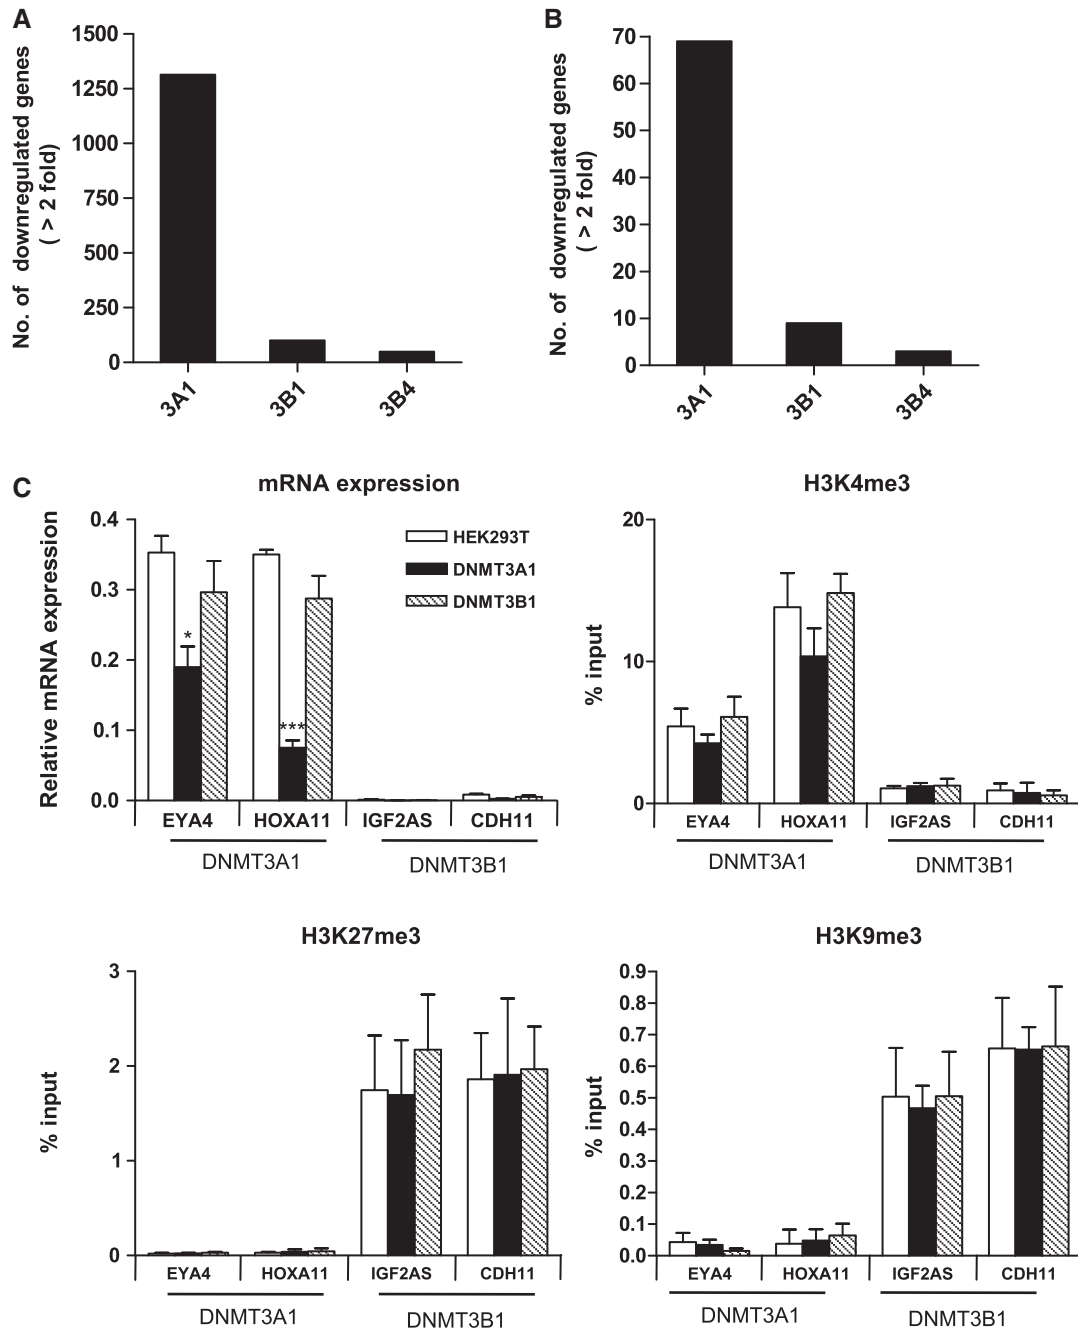 A
No. of downregulated genes
( > 2 fold)
1500
1250
1000
750
500
250
0
3A1
3B1
3B4
B
No. of downregulated genes
( > 2 fold)
70
60
50
40
30
20
10
0
3A1
3B1
3B4
C
mRNA expression
Relative mRNA expression
0.4
0.3
0.2
0.1
0.0
HEK293T
DNMT3A1
DNMT3B1
*
***
EYA4
HOXA11
IGF2AS
CDH11
DNMT3A1
DNMT3B1
H3K4me3
% input
20
10
0
EYA4
HOXA11
IGF2AS
CDH11
DNMT3A1
DNMT3B1
H3K27me3
% input
3
2
1
0
EYA4
HOXA11
IGF2AS
CDH11
DNMT3A1
DNMT3B1
H3K9me3
% input
0.9
0.8
0.7
0.6
0.5
0.4
0.3
0.2
0.1
0.0
EYA4
HOXA11
IGF2AS
CDH11
DNMT3A1
DNMT3B1